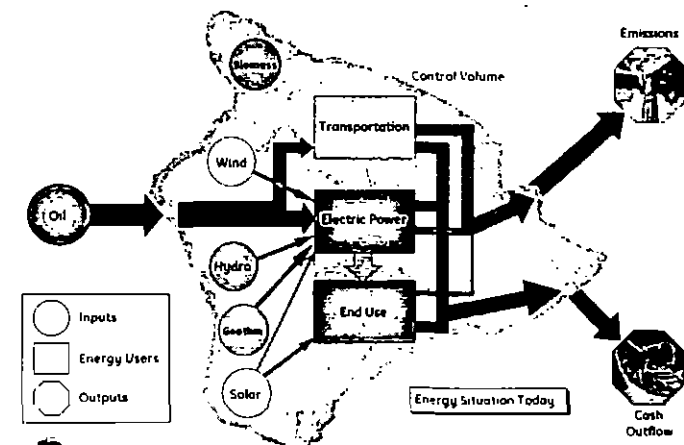 Emissions
Biomass
Control Volume
Transportation
Wind
Oil
Electric Power
Hydro
Inputs
End Use
Geothm
Energy Users
Outputs
Solar
Energy Situation Today
Cash
Outflow